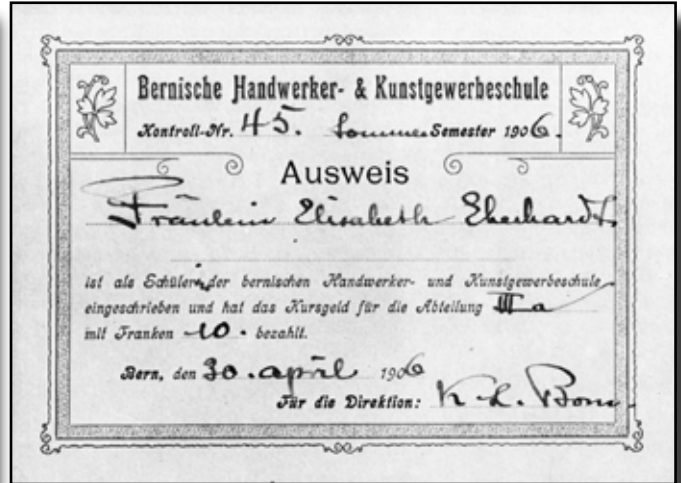 Bernische Handwerker- & Kunstgewerbeschule
Kontroll-Nr. 45. Sommer Semester 1906.
Ausweis
Fräulein Elisabeth Eberhardt
ist als Schülerin der bernischen Handwerker- und Kunstgewerbeschule
eingeschrieben und hat das Kursgeld für die Abteilung III a
mit Franken 10.- bezahlt.
Bern, den 30. april 1906
Für die Direktion: